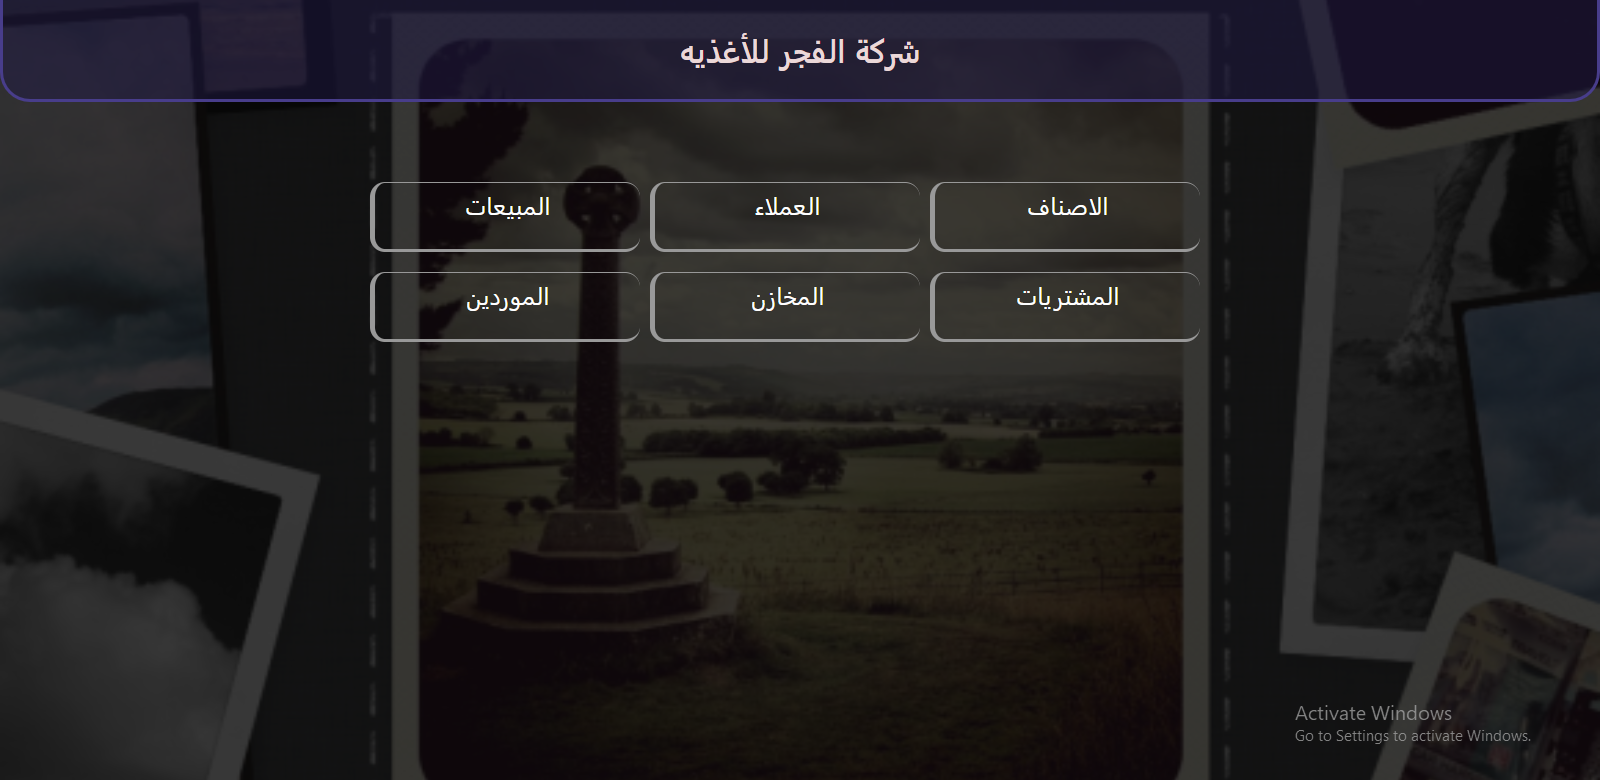 شركة الفجر للأغذيه
الاصناف
العملاء
المبيعات
المشتريات
المخازن
الموردين
Activate Windows
Go to Settings to activate Windows.